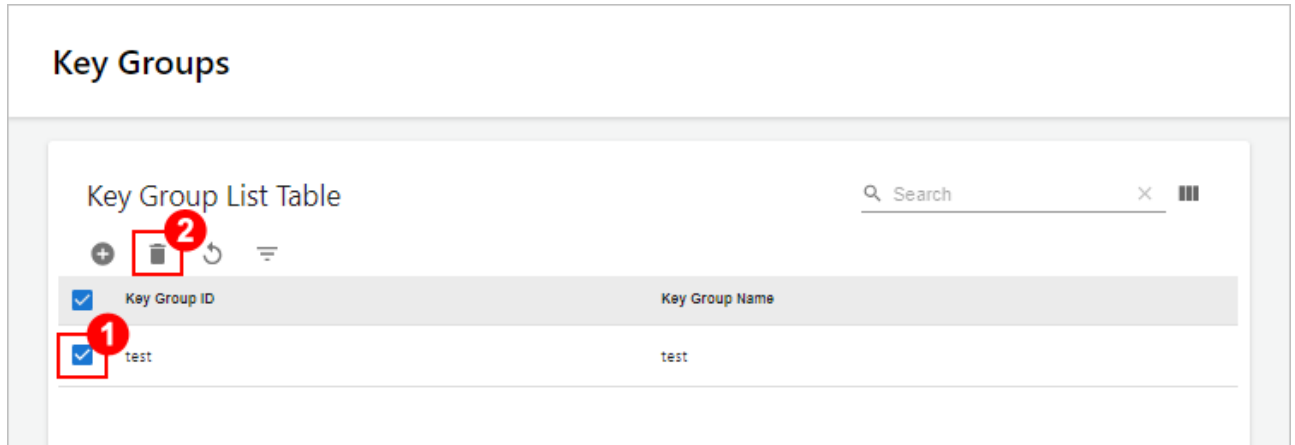 Key Groups
Key Group List Table
Search
2
Key Group ID Key Group Name
1
test test